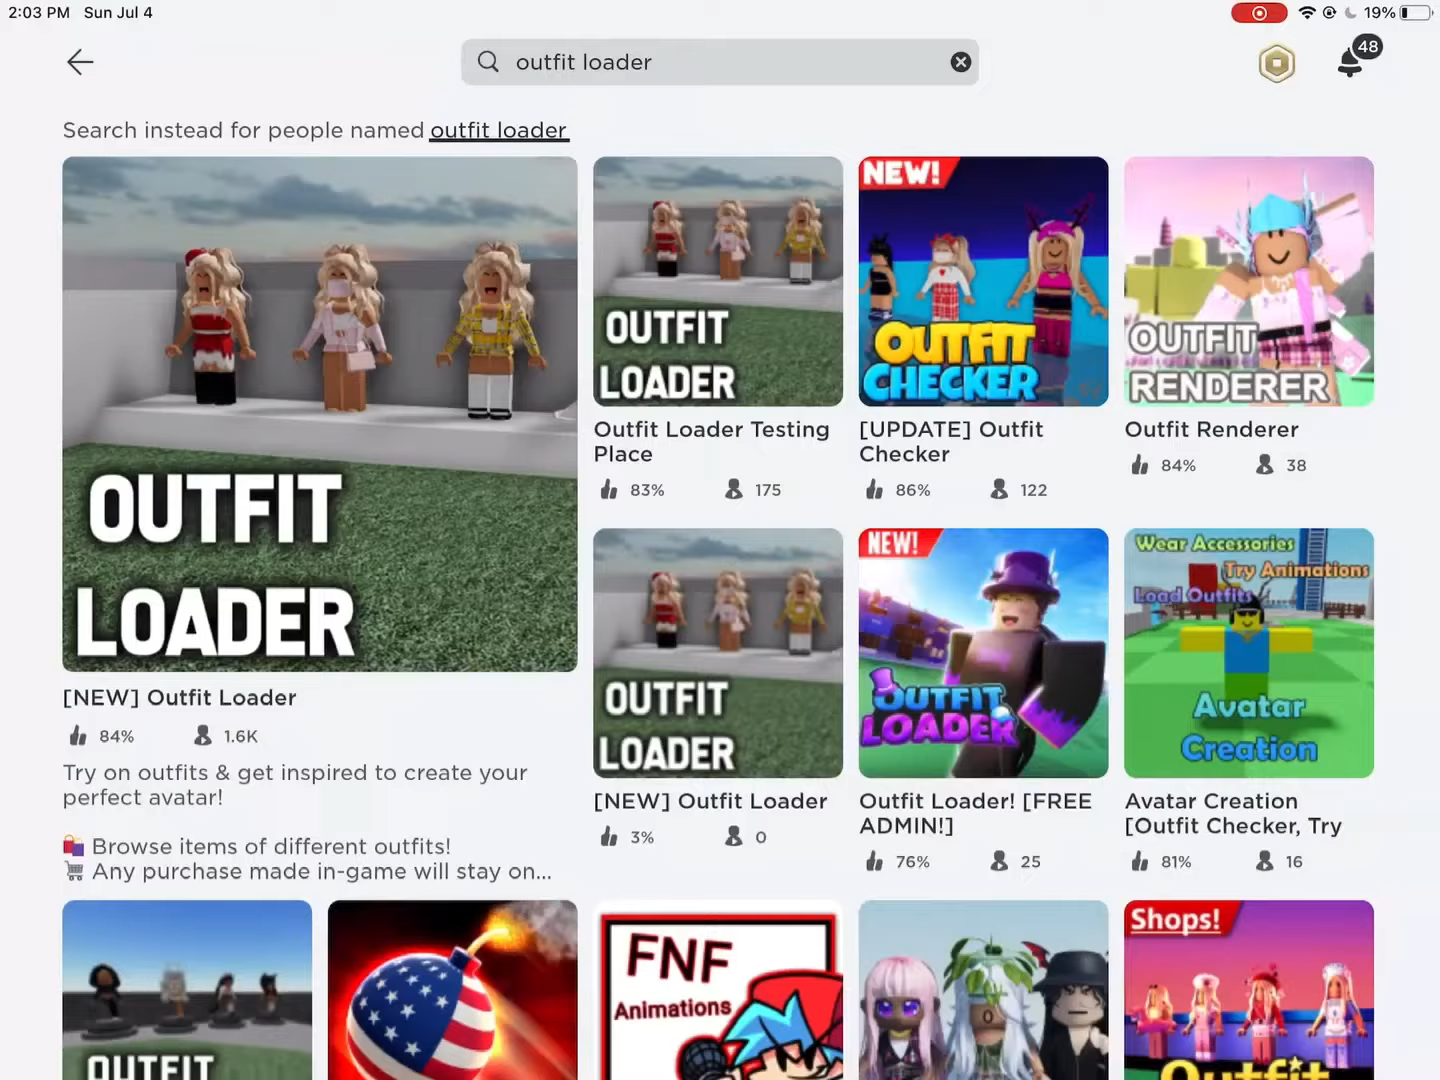 2:03 PM Sun Jul 4
19%
outfit loader
48
Search instead for people named outfit loader
OUTFIT
LOADER
[NEW] Outfit Loader
84% 1.6K
Try on outfits & get inspired to create your
perfect avatar!
Browse items of different outfits!
Any purchase made in-game will stay on...
OUTFIT
LOADER
Outfit Loader Testing
Place
83% 175
NEW!
OUTFIT
CHECKER
[UPDATE] Outfit
Checker
86% 122
OUTFIT
RENDERER
Outfit Renderer
84% 38
OUTFIT
LOADER
[NEW] Outfit Loader
3% 0
NEW!
OUTFIT
LOADER
Outfit Loader! [FREE
ADMIN!]
76% 25
Wear Accessories
Try Animations
Load Outfits
Avatar
Creation
Avatar Creation
[Outfit Checker, Try
81% 16
OUTFIT
FNF
Animations
Shops!
Outfit